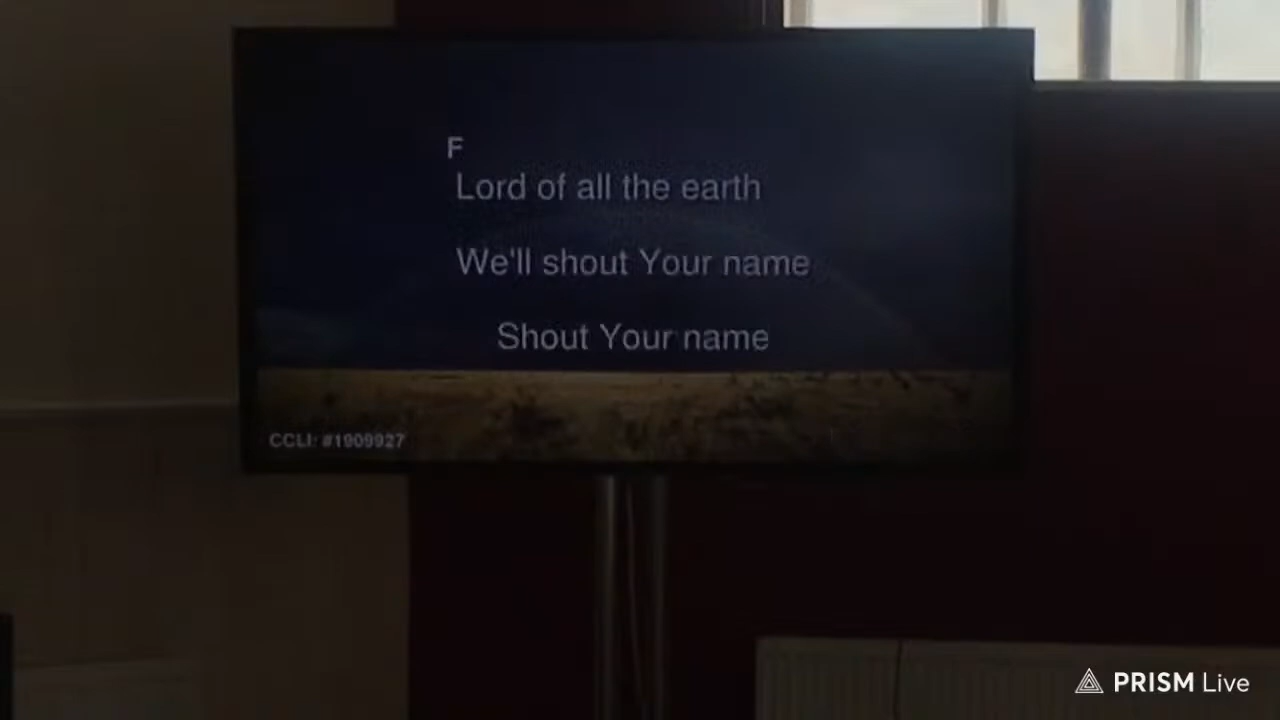 F
Lord of all the earth
We'll shout Your name
Shout Your name
CCLI: #1909927
PRISM Live